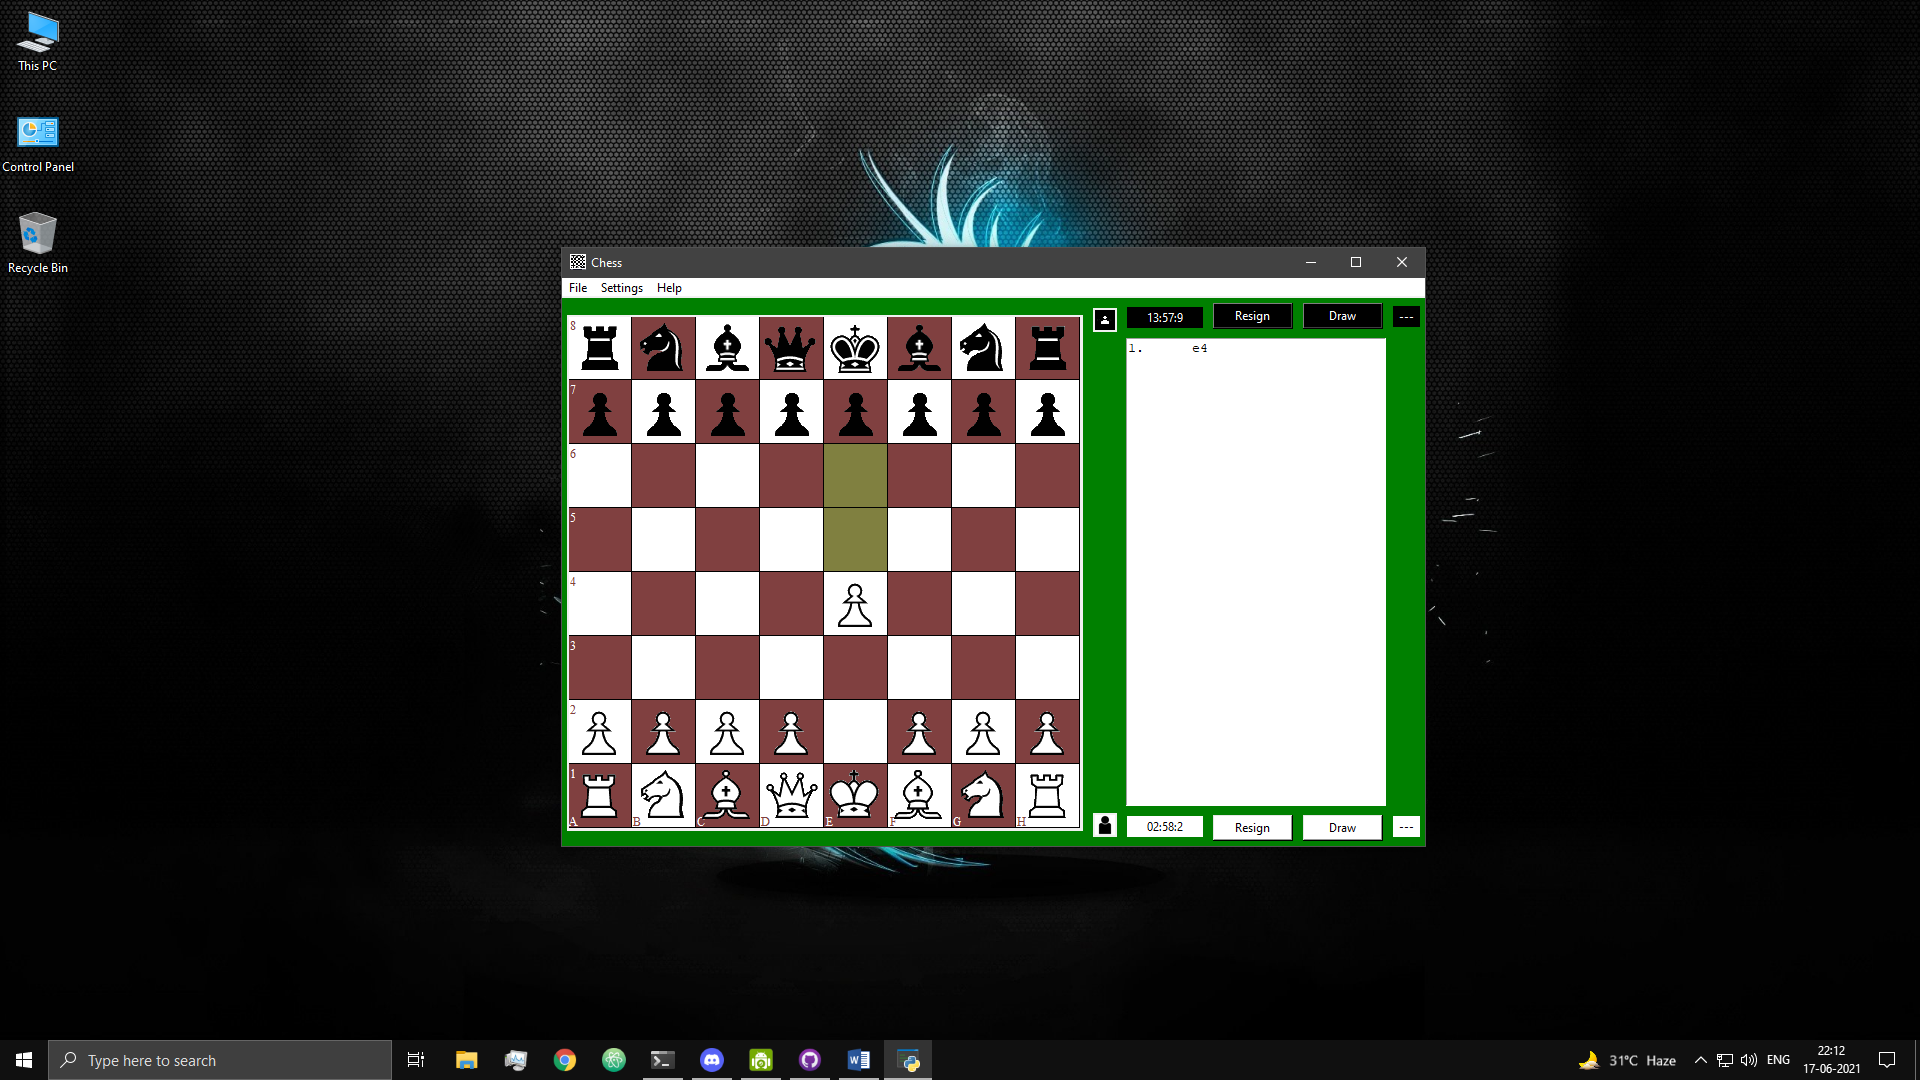 This PC
Control Panel
Recycle Bin
Chess
File Settings Help
13:57:9 Resign Draw ---
1. e4
8
7
6
5
4
3
2
1
A B C D E F G H
02:58:2 Resign Draw ---
Type here to search
31°C Haze
ENG
22:12
17-06-2021